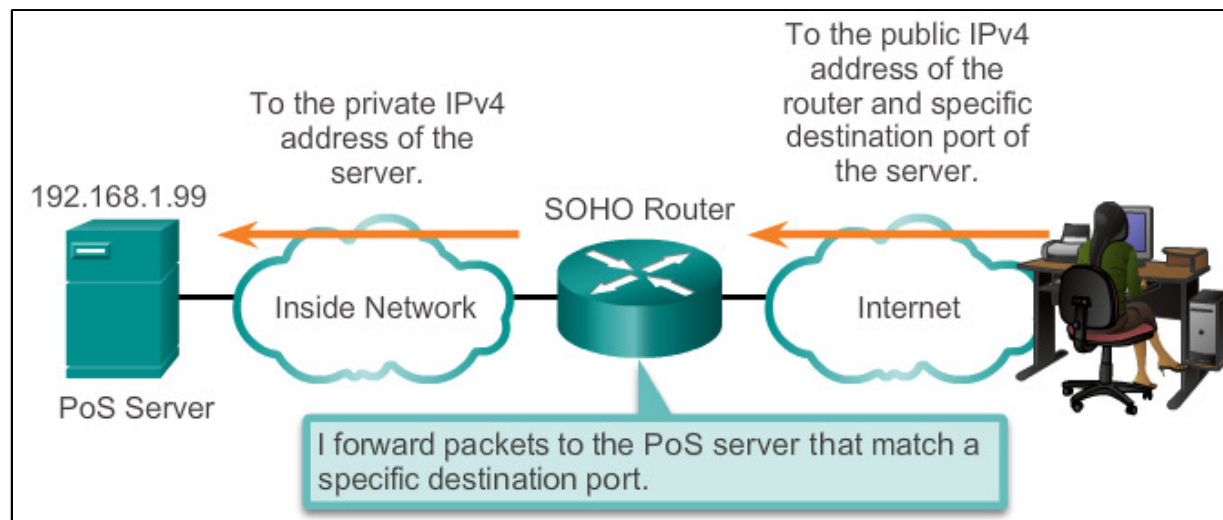 To the public IPv4
address of the
router and specific
destination port of
the server.
To the private IPv4
address of the
server.
192.168.1.99
SOHO Router
Inside Network
Internet
PoS Server
I forward packets to the PoS server that match a
specific destination port.